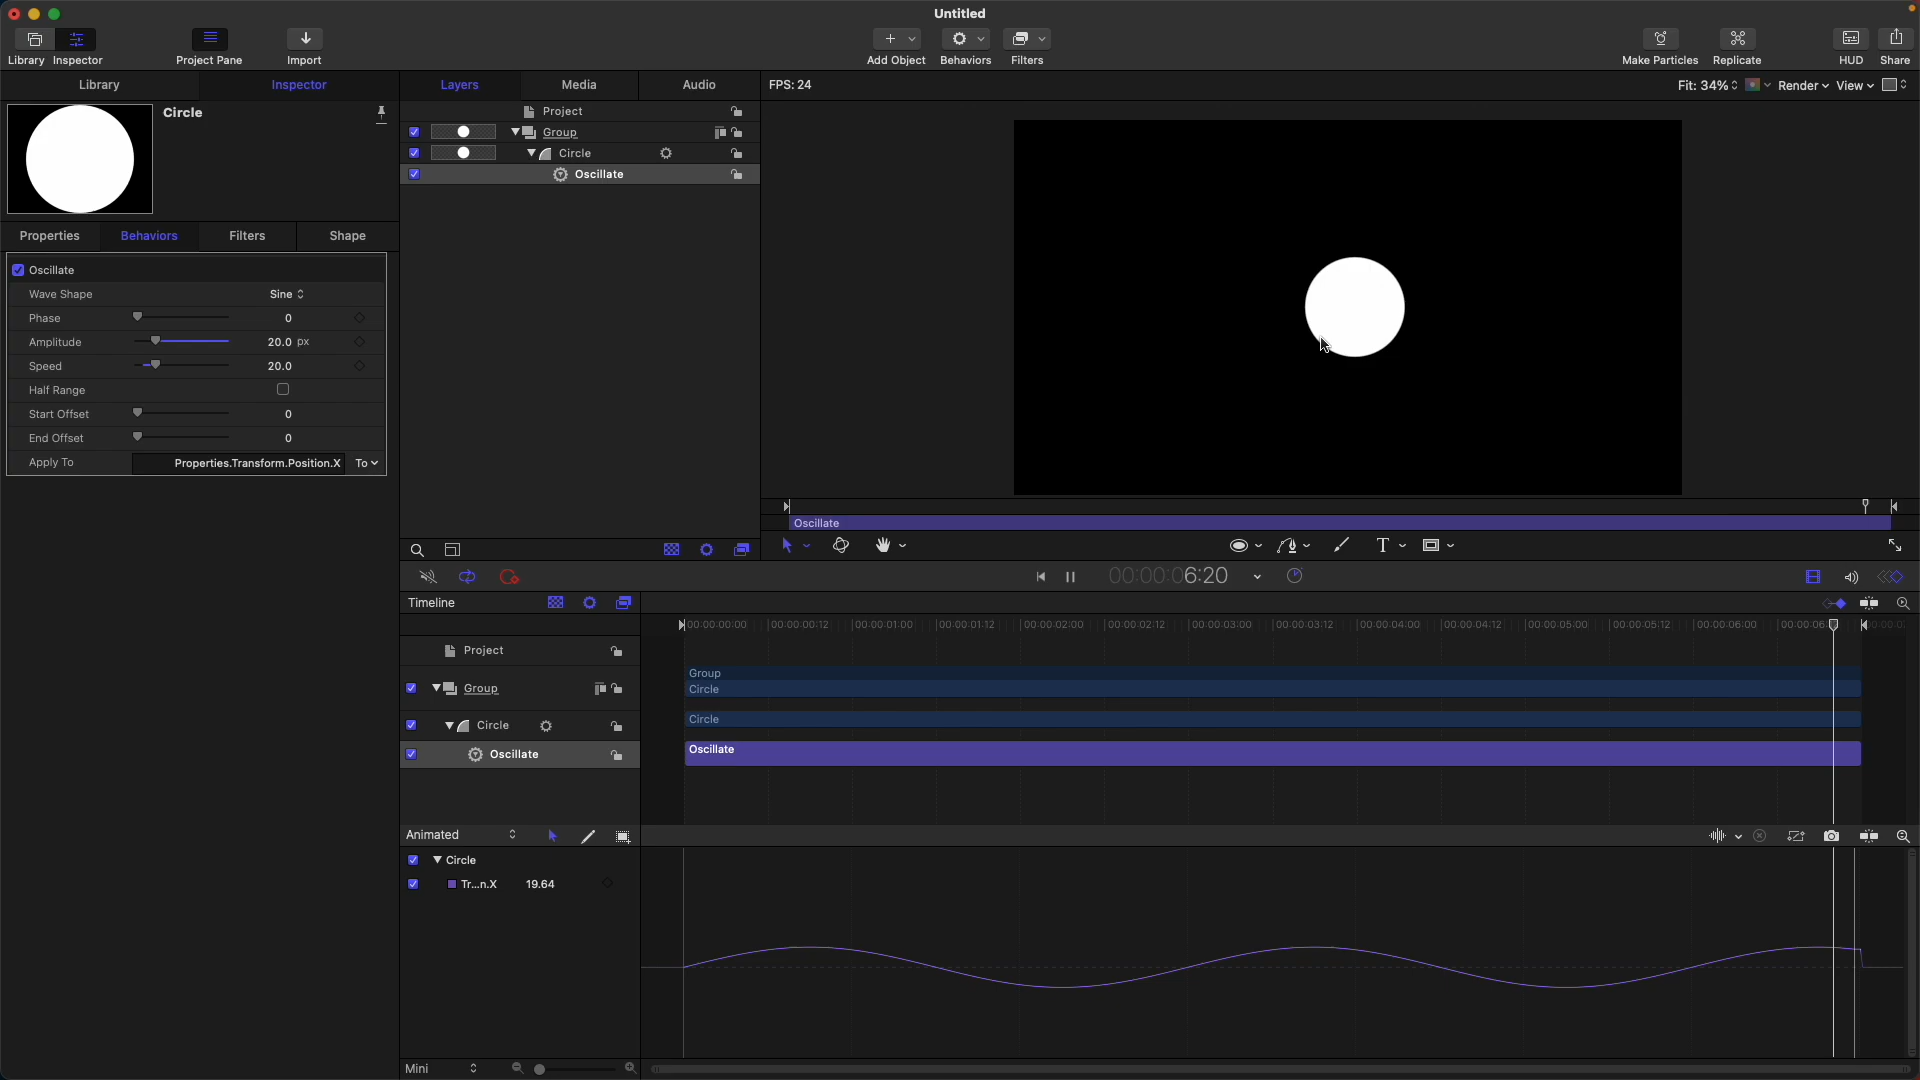 Untitled
Library
Inspector
Project Pane
Import
Add Object
Behaviors
Filters
Make Particles
Replicate
HUD
Share
Library
Inspector
Layers
Media
Audio
FPS: 24
Fit: 34%
Render
View
Circle
Project
Group
Circle
Oscillate
Properties
Behaviors
Filters
Shape
Oscillate
Wave Shape
Sine
Phase
0
Amplitude
20.0 px
Speed
20.0
Half Range
Start Offset
0
End Offset
0
Apply To
Properties.Transform.Position.X
To
Oscillate
T
00:00:06:20
Timeline
00:00:00:00
00:00:00:12
00:00:01:00
00:00:01:12
00:00:02:00
00:00:02:12
00:00:03:00
00:00:03:12
00:00:04:00
00:00:04:12
00:00:05:00
00:00:05:12
00:00:06:00
Project
Group
Circle
Group
Circle
Circle
Oscillate
Oscillate
Animated
Circle
Tr...n.X
19.64
Mini